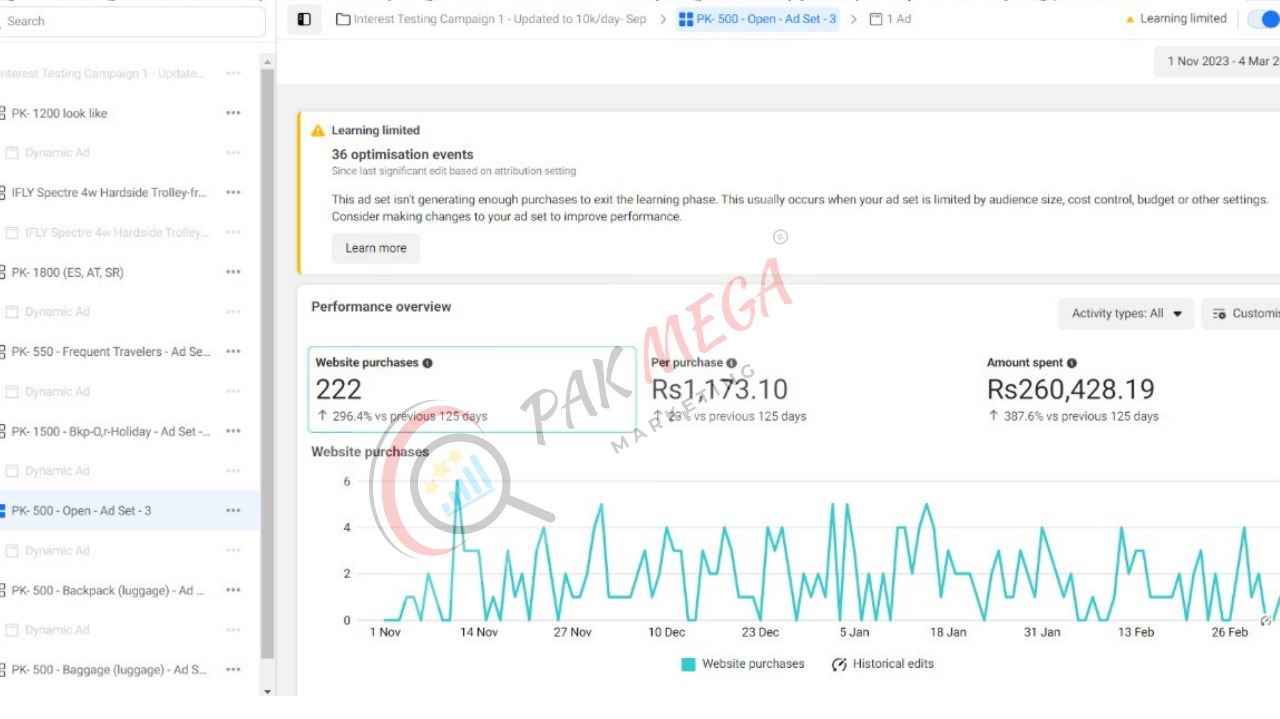 Search
Interest Testing Campaign 1 - Updated to 10k/day- Sep
PK- 500 - Open - Ad Set - 3
1 Ad
Learning limited
1 Nov 2023 - 4 Mar 2
Interest Testing Campaign 1 - Update...
PK- 1200 look like
Dynamic Ad
IFLY Spectre 4w Hardside Trolley-fr...
IFLY Spectre 4w Hardside Trolley...
PK- 1800 (ES, AT, SR)
Dynamic Ad
PK- 550 - Frequent Travelers - Ad Se...
Dynamic Ad
PK- 1500 - Bkp-O,r-Holiday - Ad Set -...
Dynamic Ad
PK- 500 - Open - Ad Set - 3
Dynamic Ad
PK- 500 - Backpack (luggage) - Ad ...
Dynamic Ad
PK- 500 - Baggage (luggage) - Ad S...
Learning limited
36 optimisation events
Since last significant edit based on attribution setting
This ad set isn't generating enough purchases to exit the learning phase. This usually occurs when your ad set is limited by audience size, cost control, budget or other settings.
Consider making changes to your ad set to improve performance.
Learn more
Performance overview
Activity types: All
Customis
Website purchases
222
↑ 296.4% vs previous 125 days
Per purchase
Rs1,173.10
↑ 23% vs previous 125 days
Amount spent
Rs260,428.19
↑ 387.6% vs previous 125 days
PAK MEGA
MARKETING
Website purchases
6
4
2
0
1 Nov 14 Nov 27 Nov 10 Dec 23 Dec 5 Jan 18 Jan 31 Jan 13 Feb 26 Feb
Website purchases
Historical edits